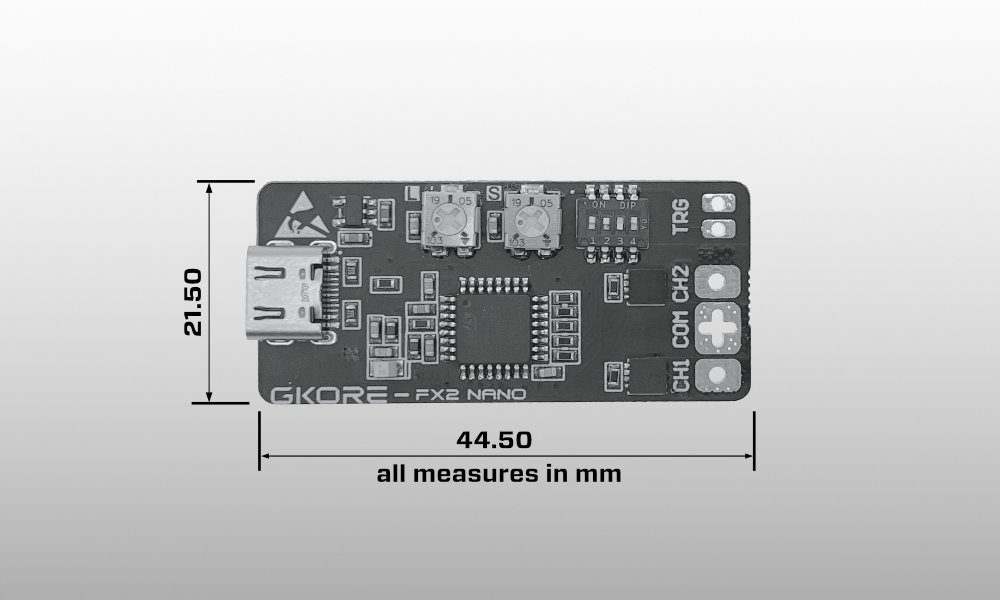 L
S
19 05
103
19 05
103
ON DIP
1 2 3 4
TRG
CH2
COM
CH1
21.50
GKORE - FX2 NANO
44.50
all measures in mm